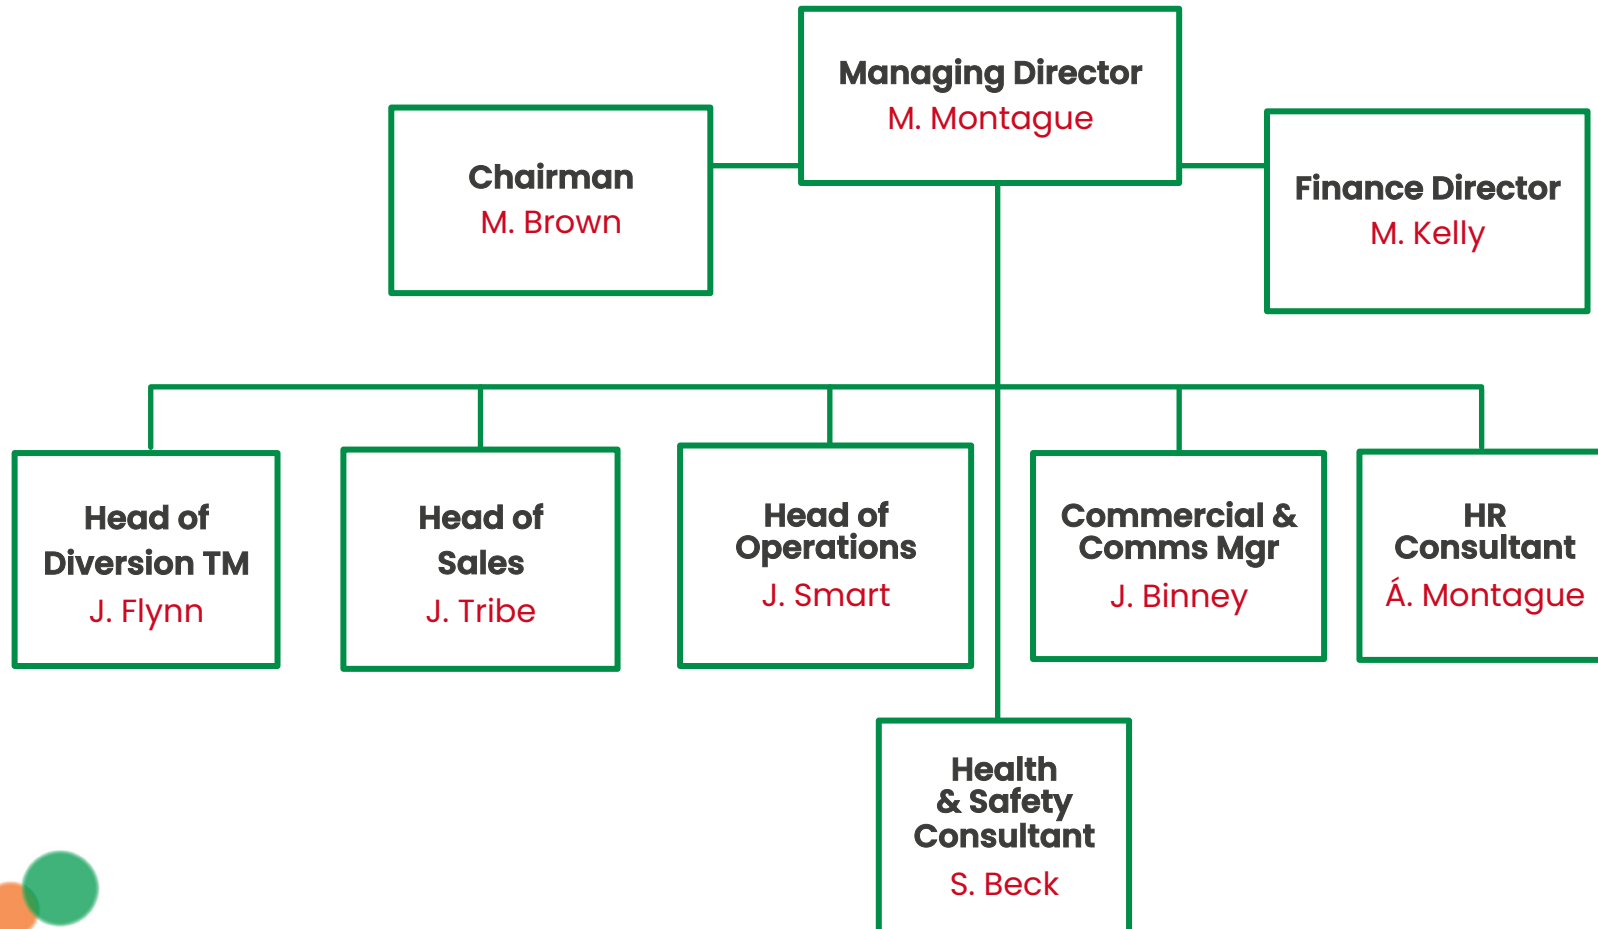 Managing Director
M. Montague
Chairman
M. Brown
Finance Director
M. Kelly
Head of
Diversion TM
J. Flynn
Head of
Sales
J. Tribe
Head of
Operations
J. Smart
Commercial &
Comms Mgr
J. Binney
HR
Consultant
Á. Montague
Health
& Safety
Consultant
S. Beck